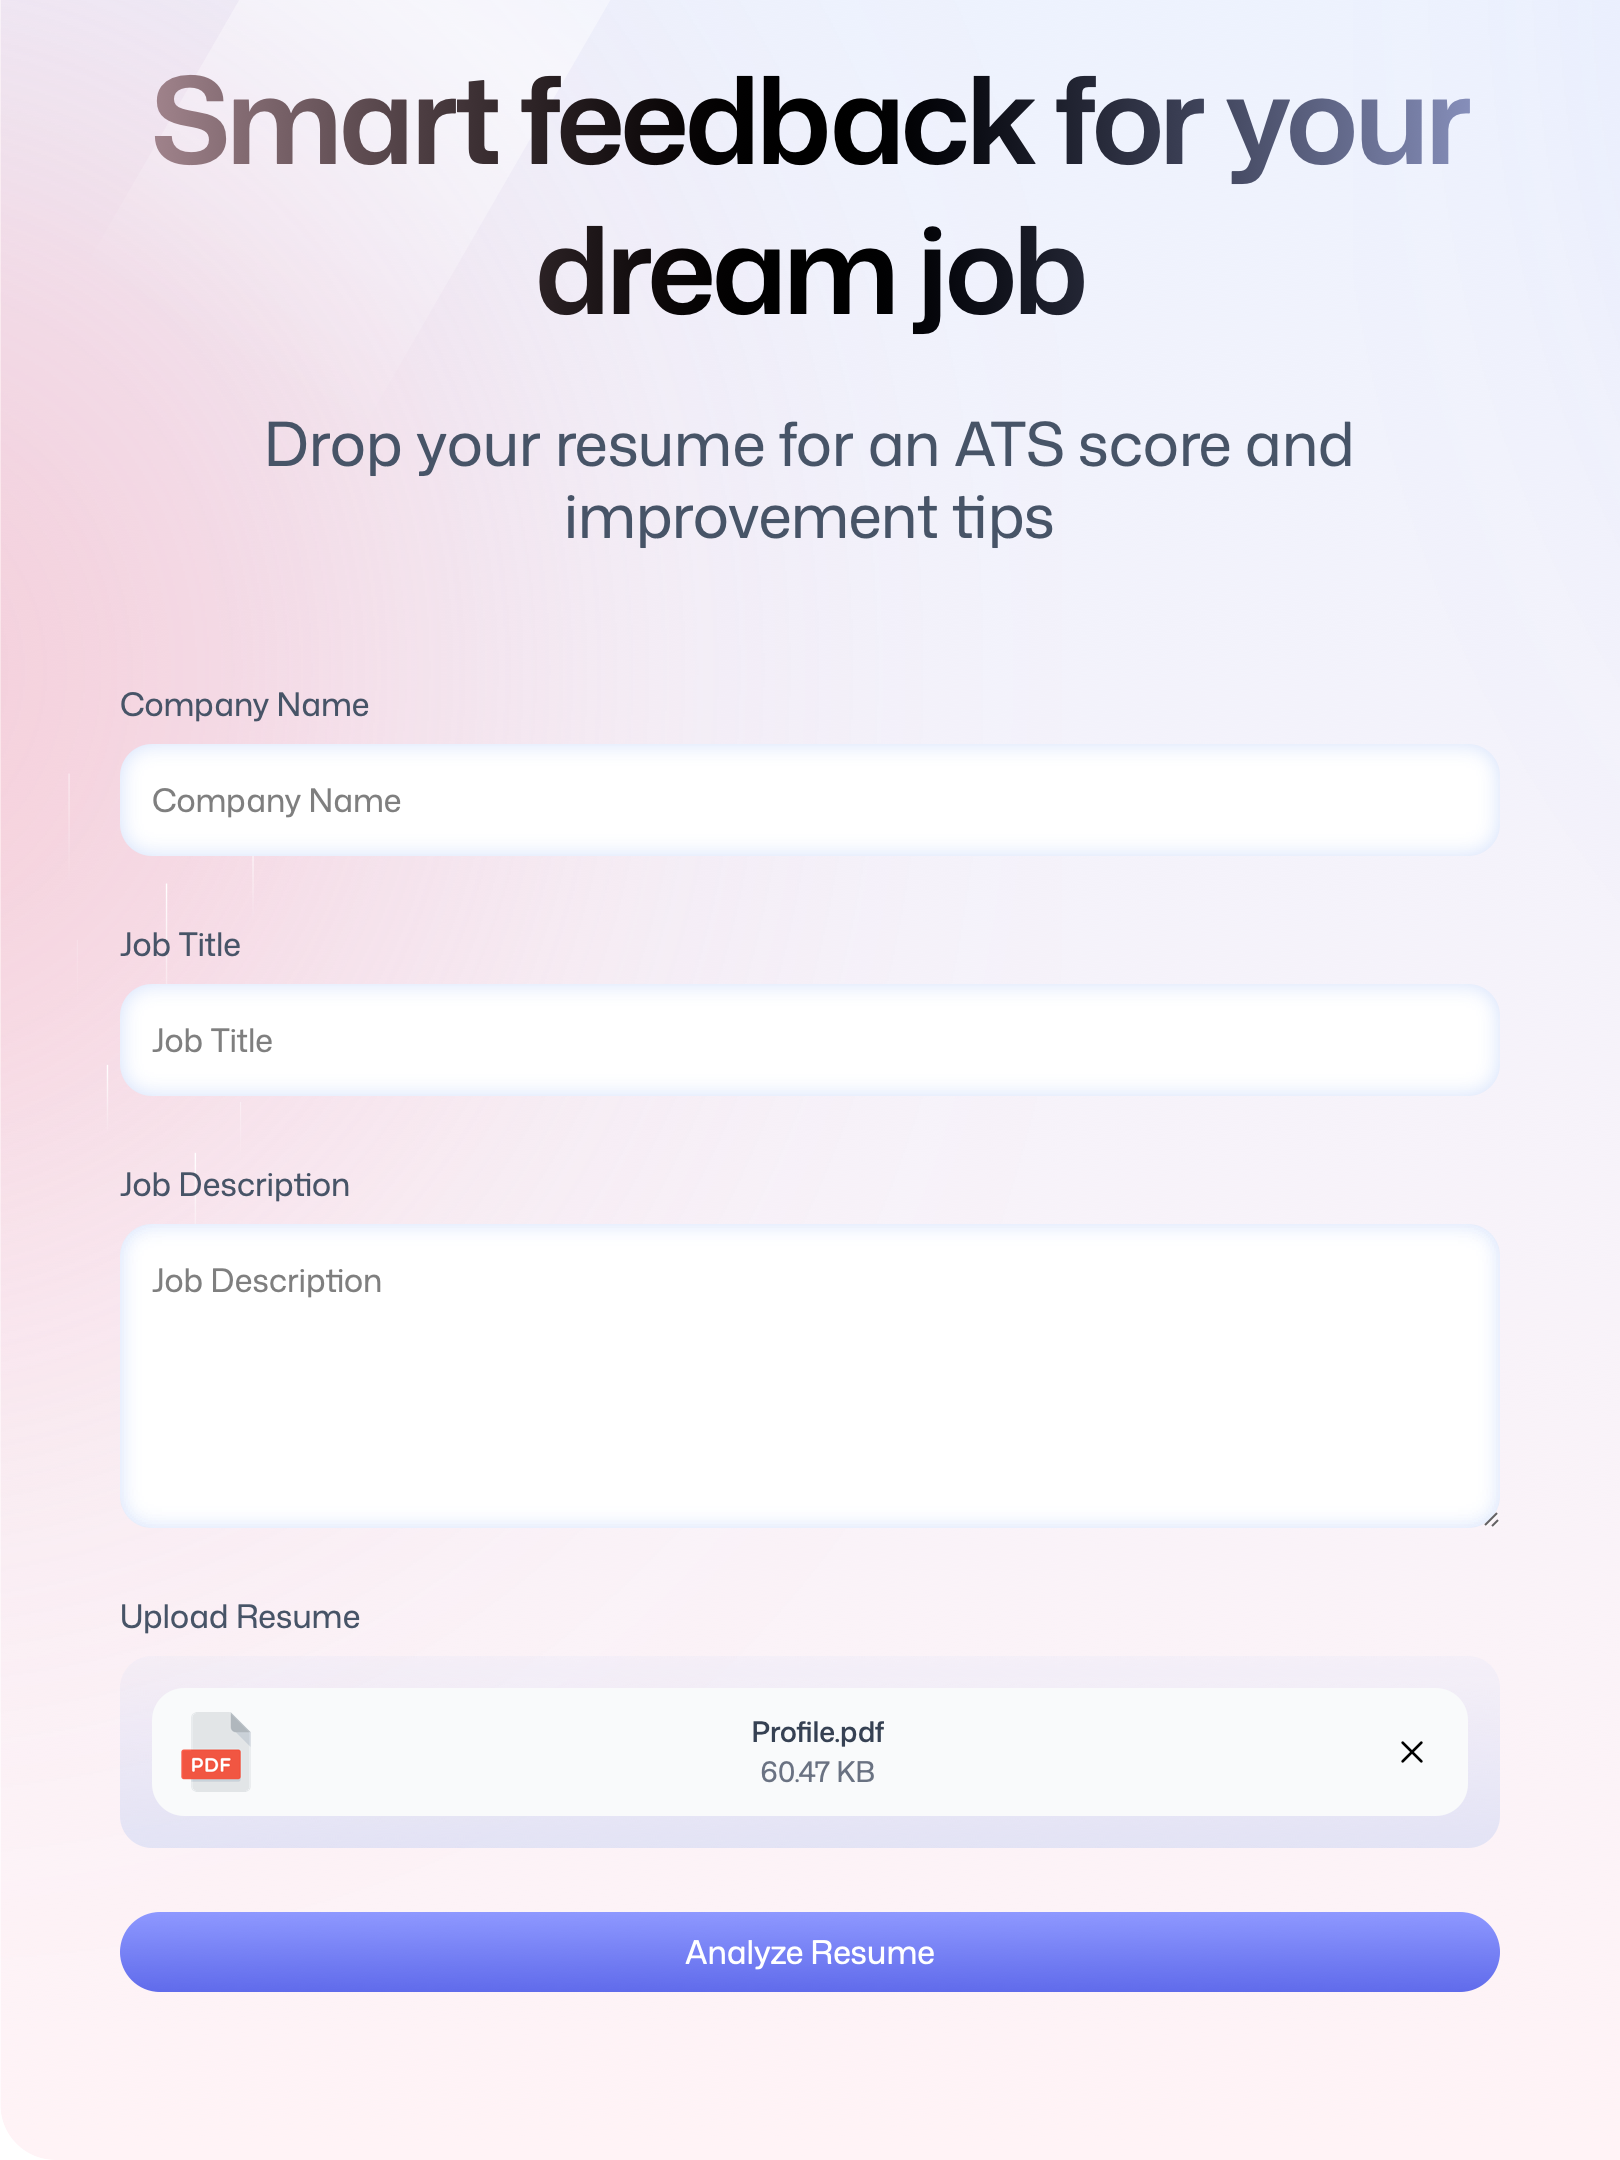 Smart feedback for your
dream job
Drop your resume for an ATS score and
improvement tips
Company Name
Company Name
Job Title
Job Title
Job Description
Job Description
Upload Resume
PDF
Profile.pdf
60.47 KB
Analyze Resume